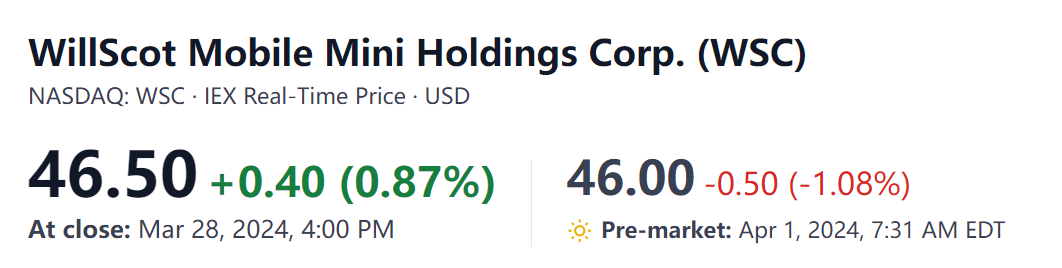 WillScot Mobile Mini Holdings Corp. (WSC)
NASDAQ: WSC · IEX Real-Time Price · USD
46.50 +0.40 (0.87%)
At close: Mar 28, 2024, 4:00 PM
46.00 -0.50 (-1.08%)
Pre-market: Apr 1, 2024, 7:31 AM EDT